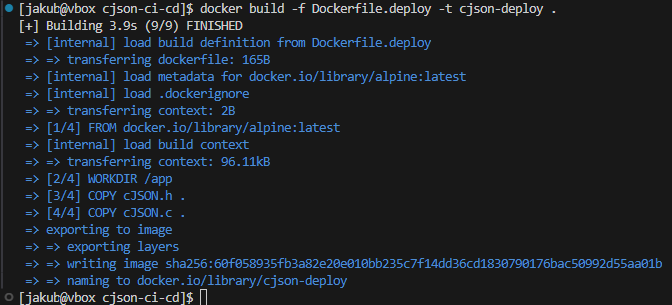 [jakub@vbox cjson-ci-cd]$ docker build -f Dockerfile.deploy -t cjson-deploy .
[+] Building 3.9s (9/9) FINISHED
=> [internal] load build definition from Dockerfile.deploy
=> => transferring dockerfile: 165B
=> [internal] load metadata for docker.io/library/alpine:latest
=> [internal] load .dockerignore
=> => transferring context: 2B
=> [1/4] FROM docker.io/library/alpine:latest
=> [internal] load build context
=> => transferring context: 96.11kB
=> [2/4] WORKDIR /app
=> [3/4] COPY cJSON.h .
=> [4/4] COPY cJSON.c .
=> exporting to image
=> => exporting layers
=> => writing image sha256:60f058935fb3a82e20e010bb235c7f14dd36cd1830790176bac50992d55aa01b
=> => naming to docker.io/library/cjson-deploy
[jakub@vbox cjson-ci-cd]$